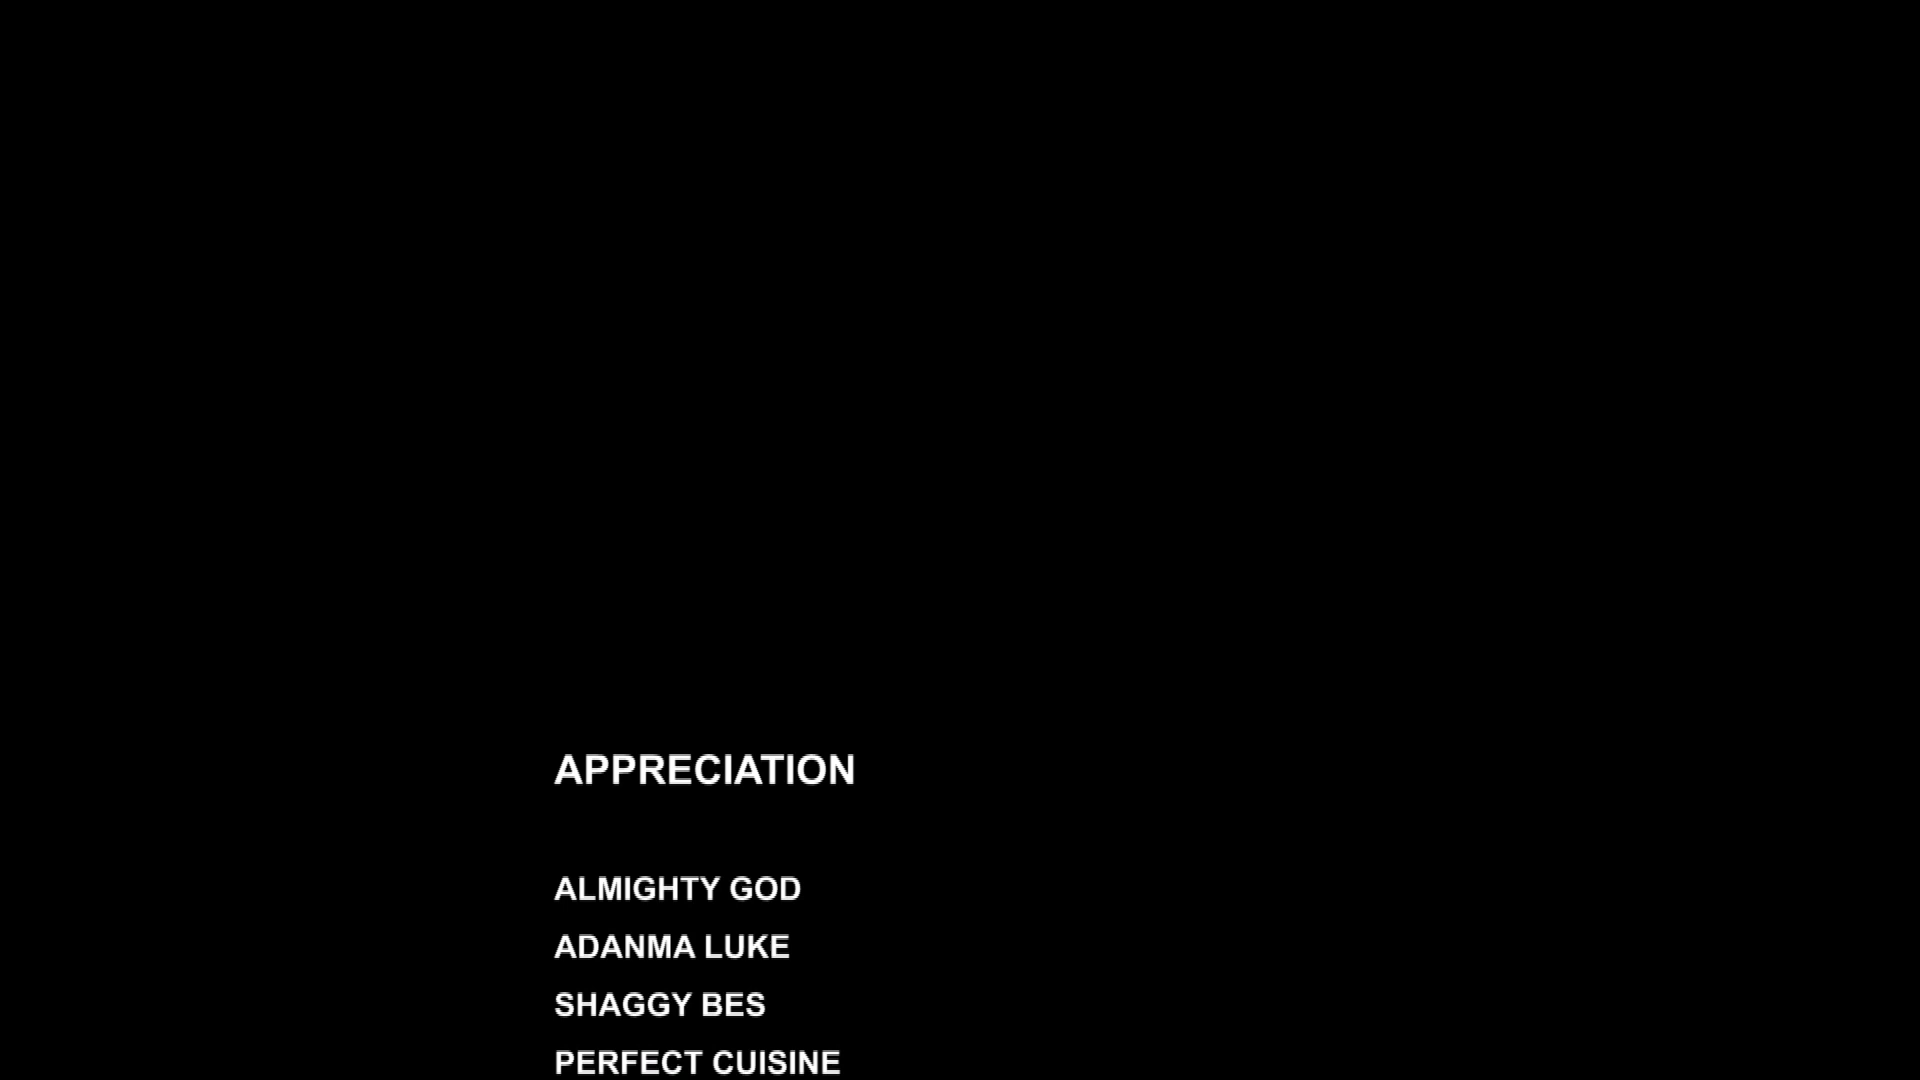 APPRECIATION
ALMIGHTY GOD
ADANMA LUKE
SHAGGY BES
PERFECT CUISINE